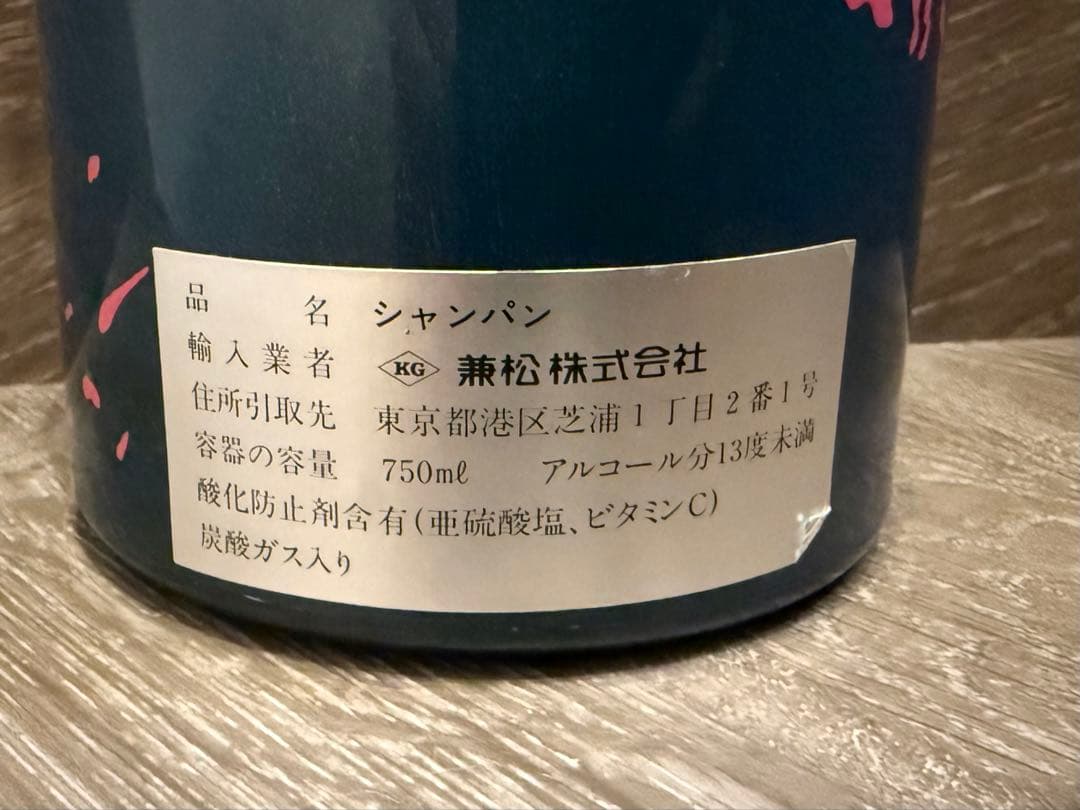 品名 シャンパン
輸入業者 KG 兼松株式会社
住所引取先 東京都港区芝浦1丁目2番1号
容器の容量 750mℓ アルコール分13度未満
酸化防止剤含有(亜硫酸塩、ビタミンC)
炭酸ガス入り